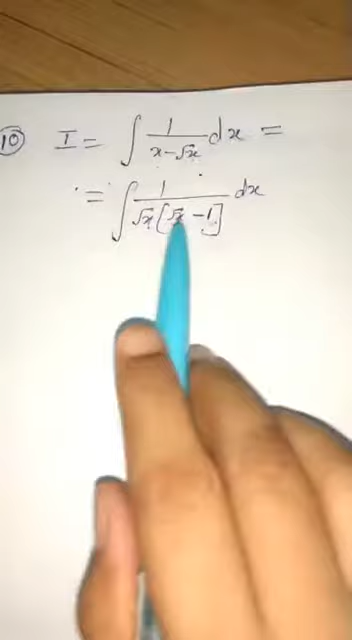 ⑩ I = ∫ 1/(x-√x) dx =
= ∫ 1/(√x[√x-1]) dx